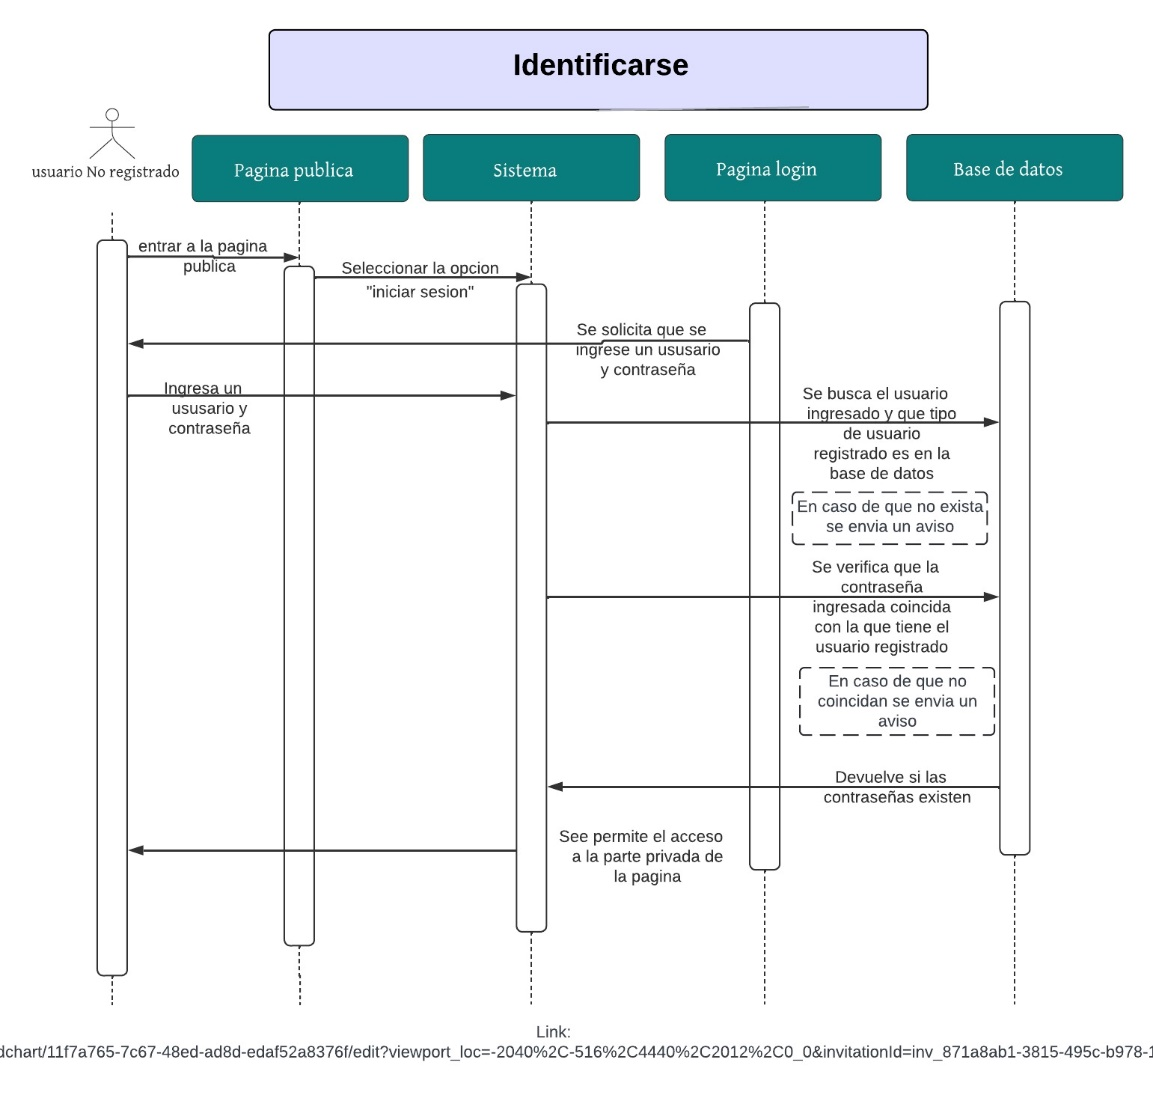 Identificarse
usuario No registrado
Pagina publica
Sistema
Pagina login
Base de datos
entrar a la pagina
publica
Seleccionar la opcion
"iniciar sesion"
Se solicita que se
ingrese un ususario
y contraseña
Ingresa un
ususario y
contraseña
Se busca el usuario
ingresado y que tipo
de usuario
registrado es en la
base de datos
En caso de que no exista
se envia un aviso
Se verifica que la
contraseña
ingresada coincida
con la que tiene el
usuario registrado
En caso de que no
coincidan se envia un
aviso
Devuelve si las
contraseñas existen
See permite el acceso
a la parte privada de
la pagina
Link:
dchart/11f7a765-7c67-48ed-ad8d-edaf52a8376f/edit?viewport_loc=-2040%2C-516%2C4440%2C2012%2C0_0&invitationId=inv_871a8ab1-3815-495c-b978-1